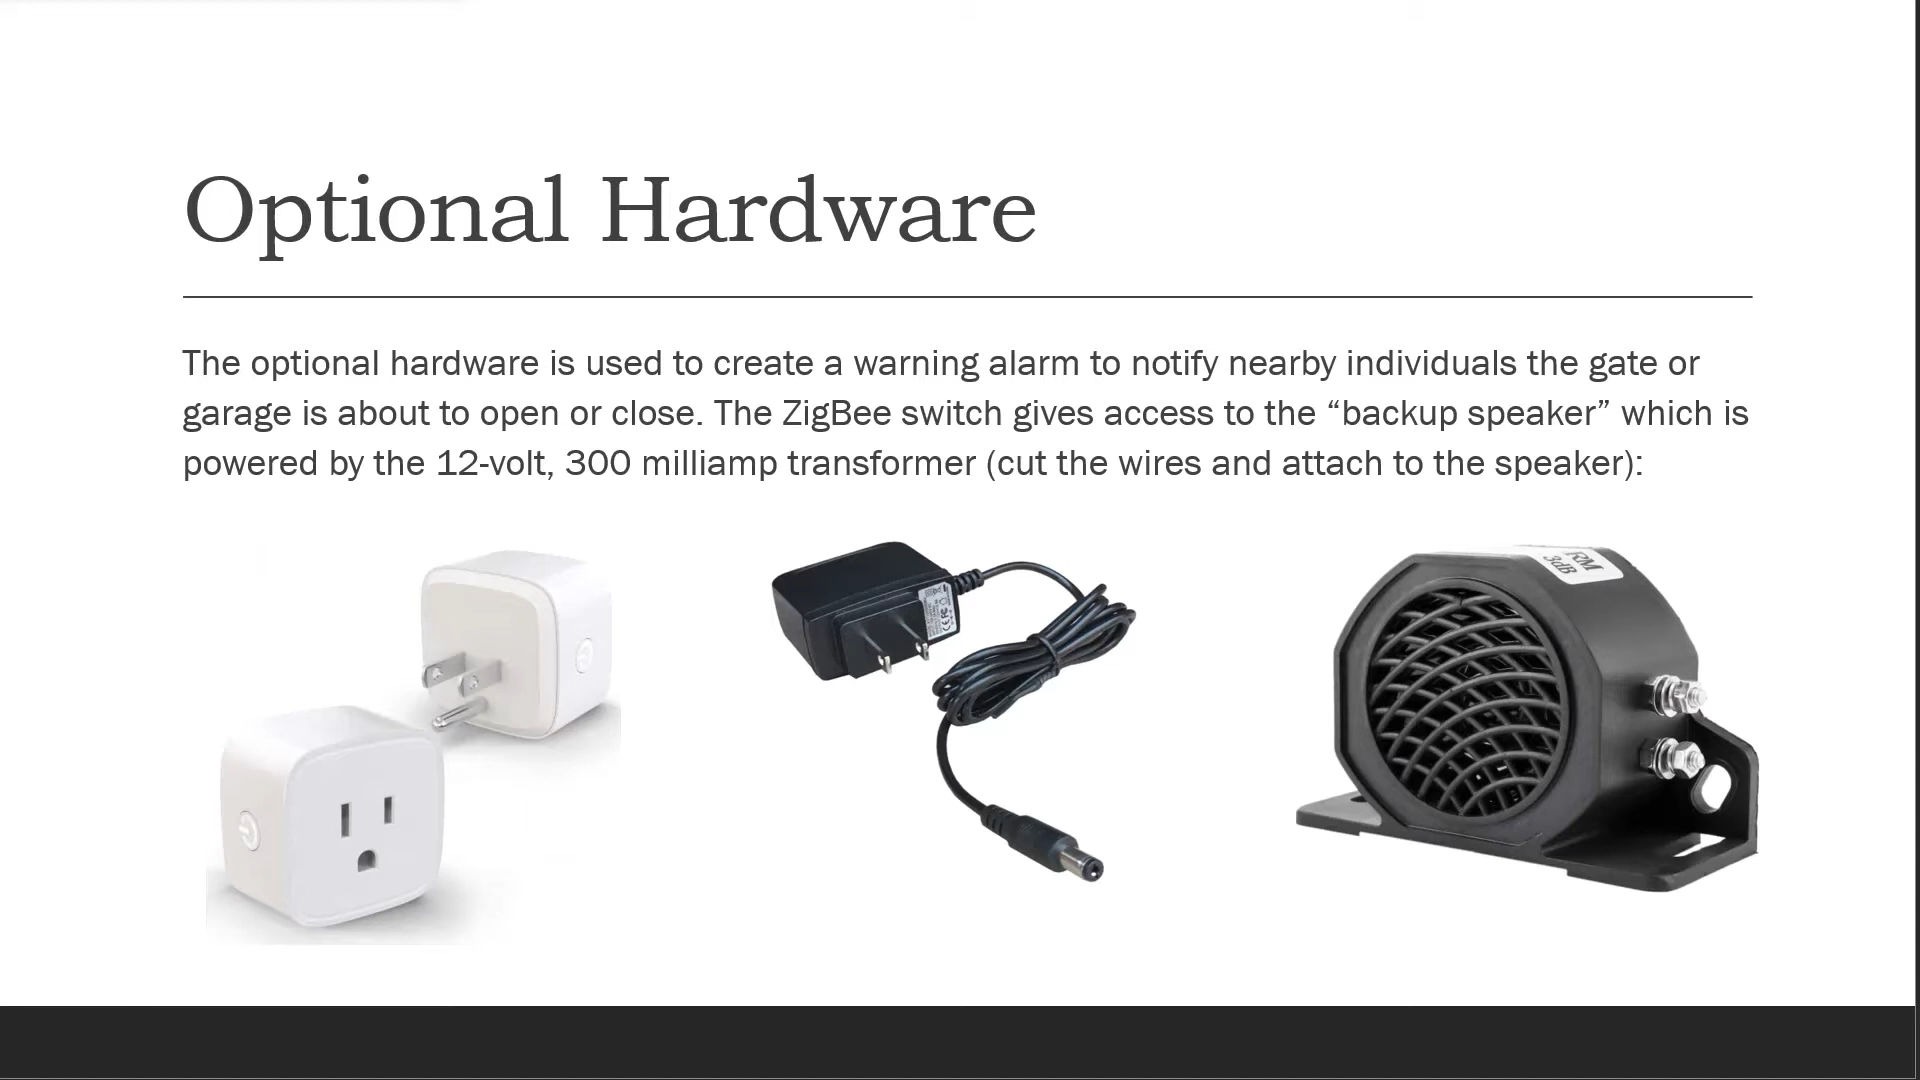 Optional Hardware
The optional hardware is used to create a warning alarm to notify nearby individuals the gate or
garage is about to open or close. The ZigBee switch gives access to the “backup speaker” which is
powered by the 12-volt, 300 milliamp transformer (cut the wires and attach to the speaker):
RM
3dB